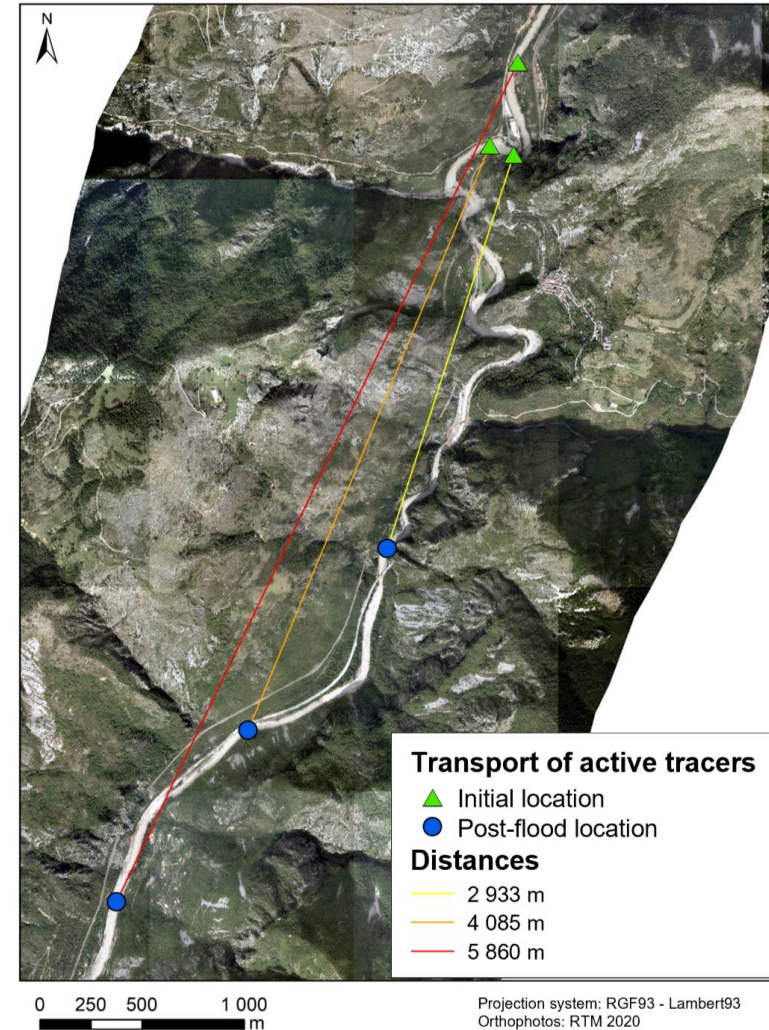 N
Transport of active tracers
Initial location
Post-flood location
Distances
2 933 m
4 085 m
5 860 m
0 250 500 1 000
m
Projection system: RGF93 - Lambert93
Orthophotos: RTM 2020